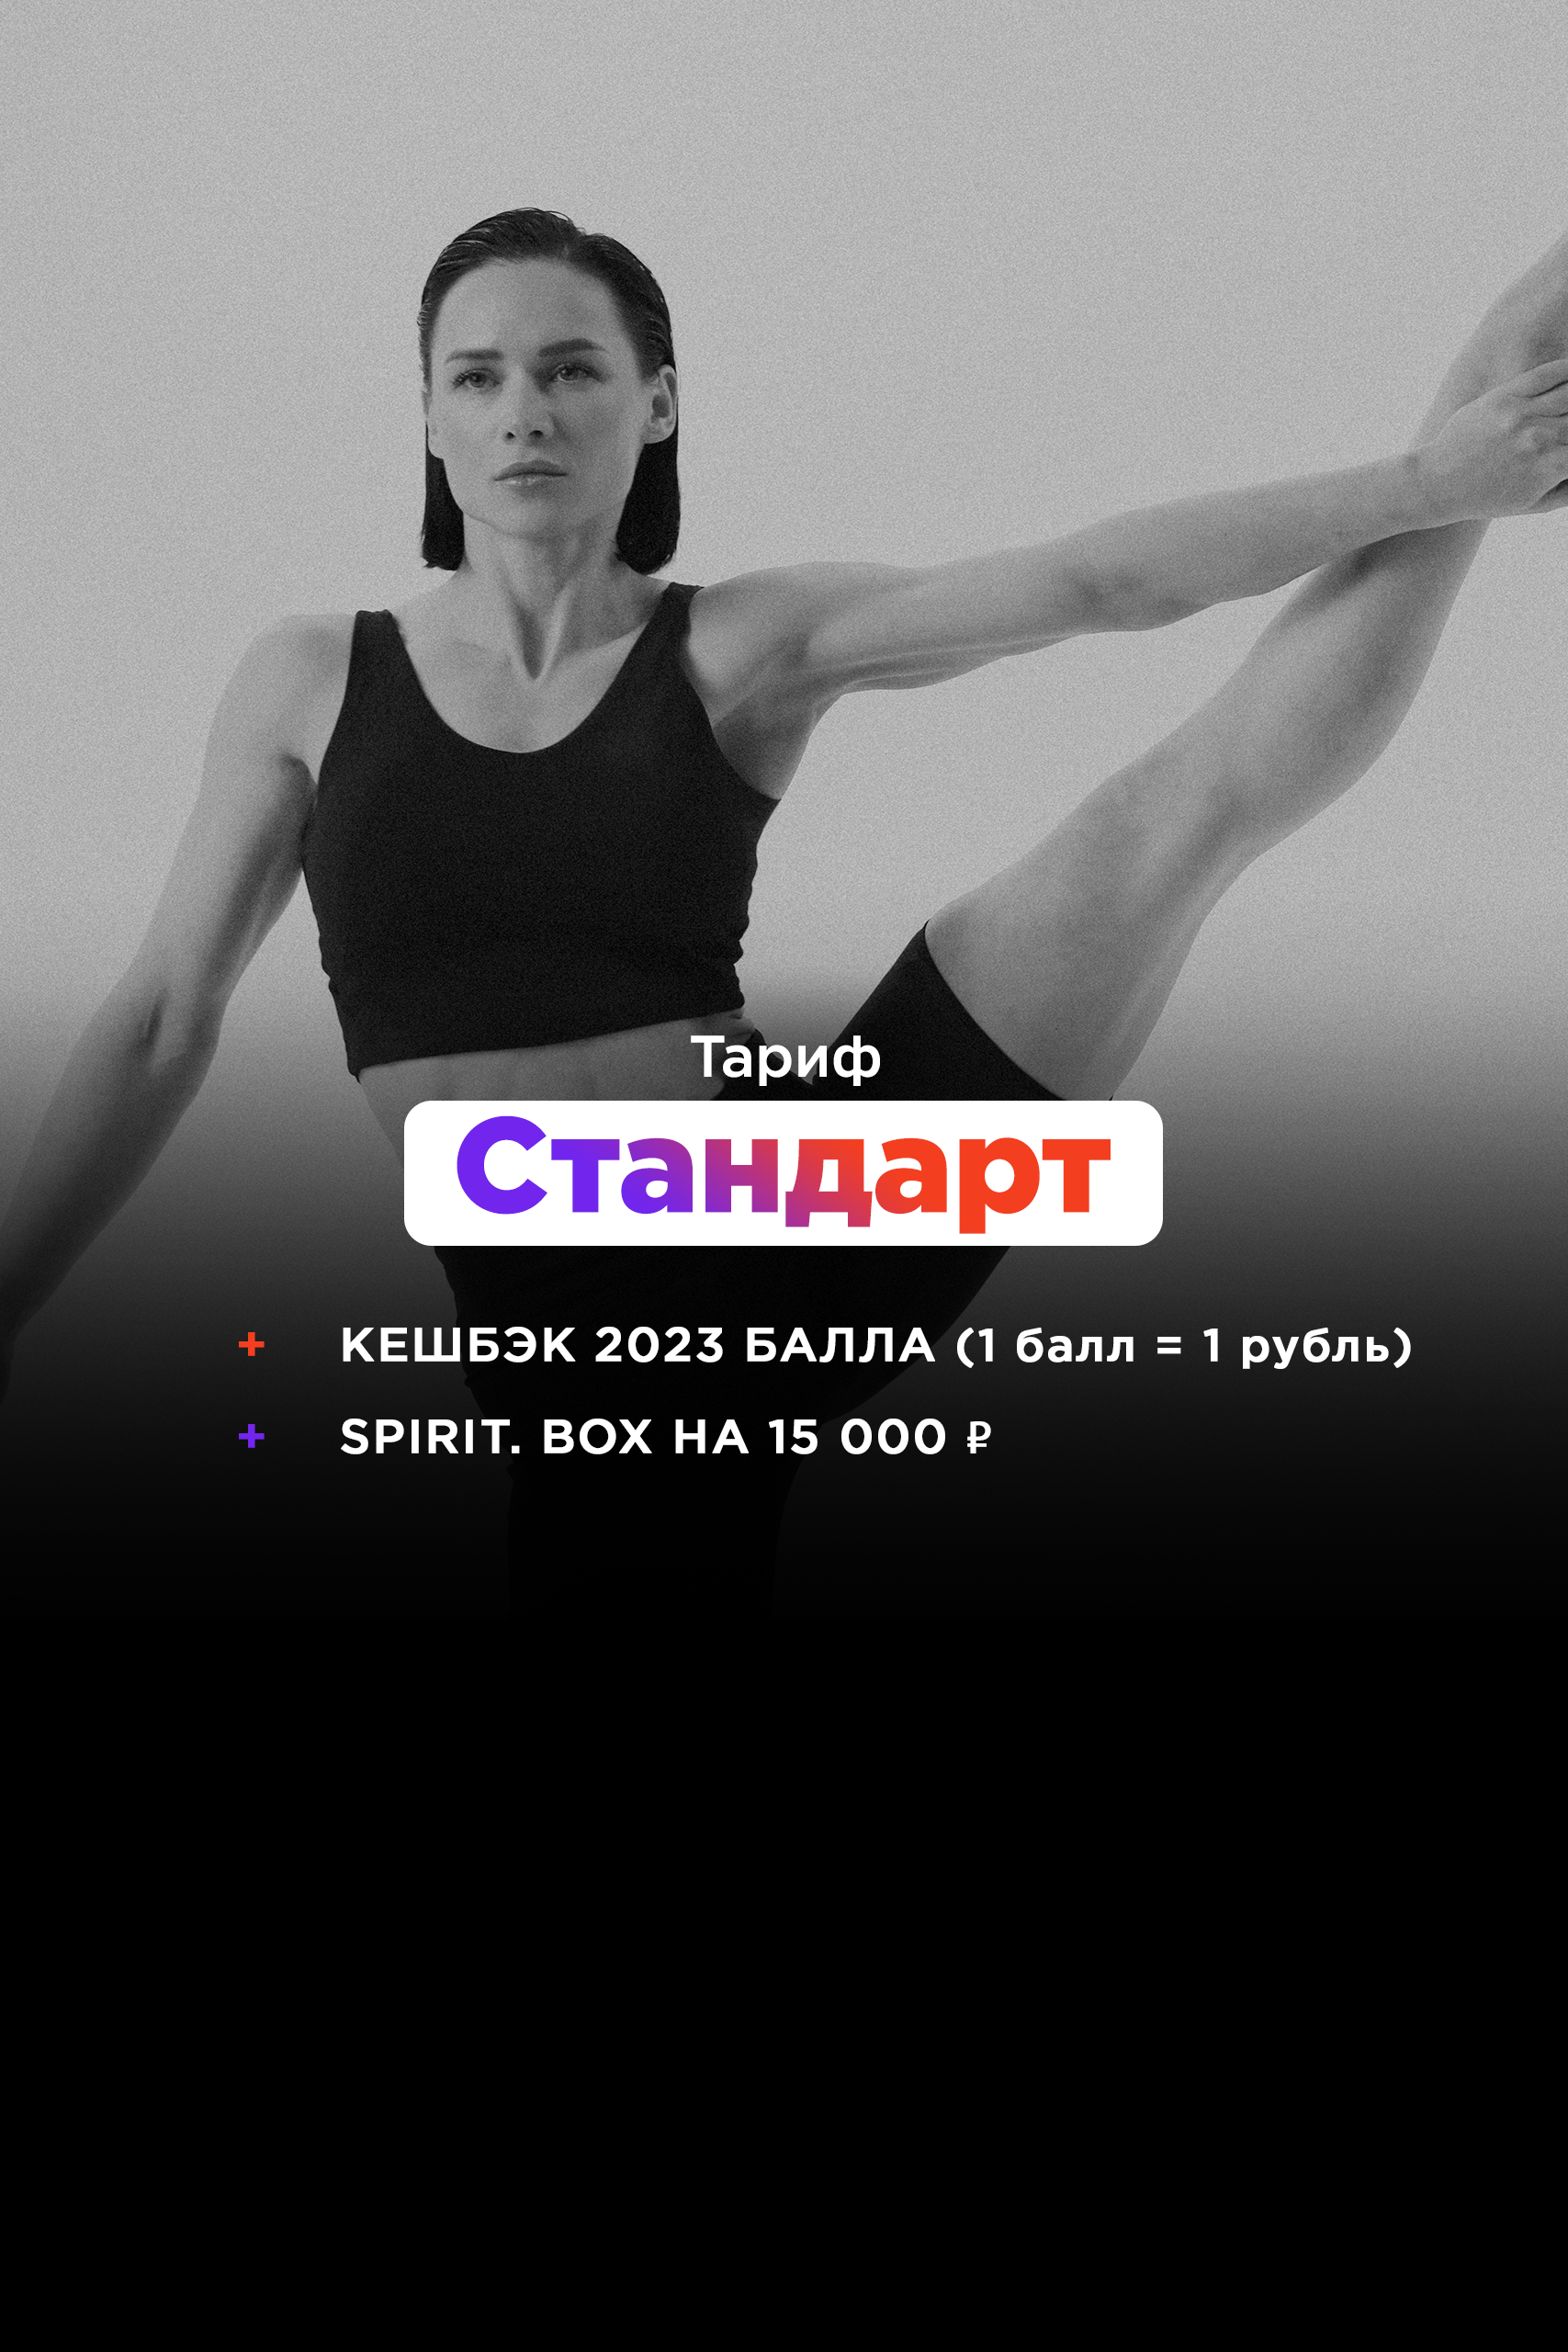 Тариф
Стандарт
+ КЕШБЭК 2023 БАЛЛА (1 балл = 1 рубль)
+ SPIRIT. BOX НА 15 000 ₽